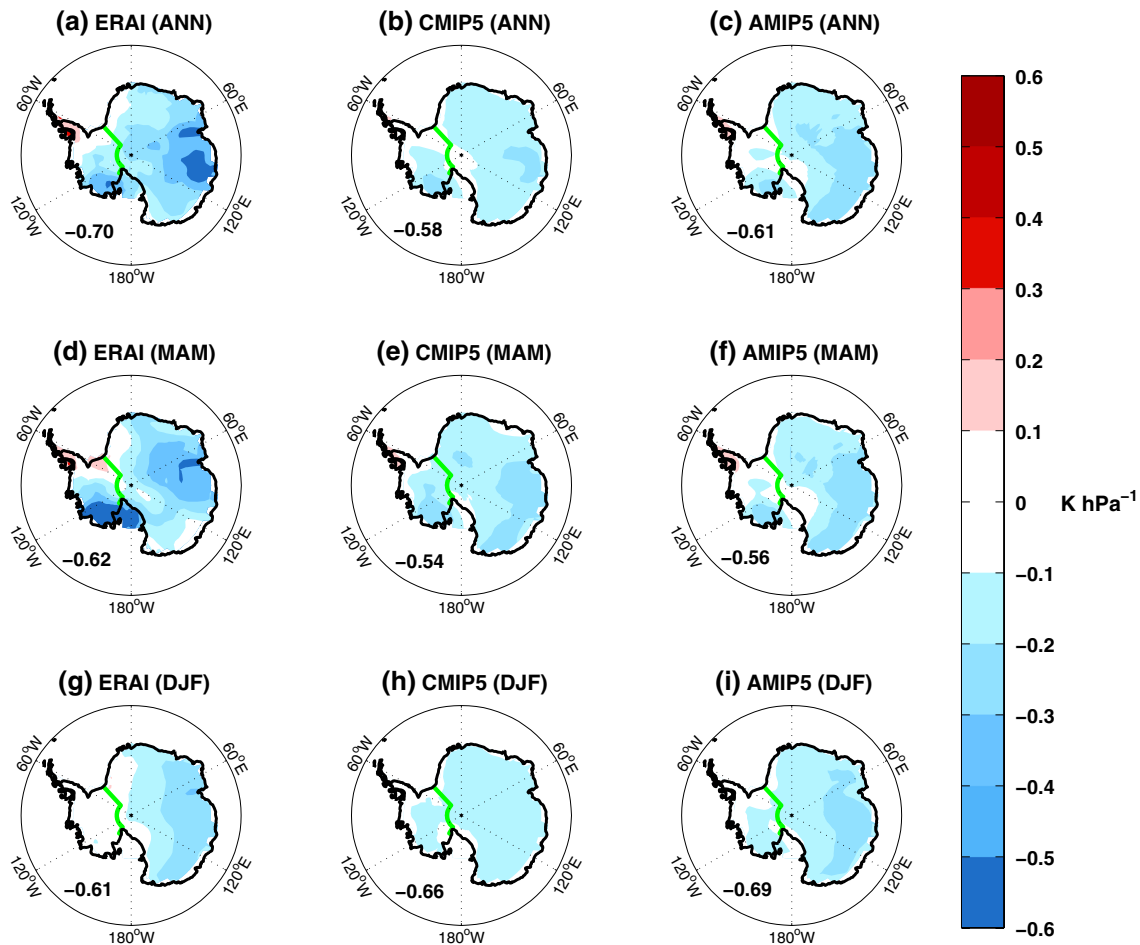 (a) ERAI (ANN)
(b) CMIP5 (ANN)
(c) AMIP5 (ANN)
60°W
60°E
120°W
120°E
180°W
−0.70
60°W
60°E
120°W
120°E
180°W
−0.58
60°W
60°E
120°W
120°E
180°W
−0.61
(d) ERAI (MAM)
(e) CMIP5 (MAM)
(f) AMIP5 (MAM)
60°W
60°E
120°W
120°E
180°W
−0.62
60°W
60°E
120°W
120°E
180°W
−0.54
60°W
60°E
120°W
120°E
180°W
−0.56
(g) ERAI (DJF)
(h) CMIP5 (DJF)
(i) AMIP5 (DJF)
60°W
60°E
120°W
120°E
180°W
−0.61
60°W
60°E
120°W
120°E
180°W
−0.66
60°W
60°E
120°W
120°E
180°W
−0.69
0.6
0.5
0.4
0.3
0.2
0.1
0
−0.1
−0.2
−0.3
−0.4
−0.5
−0.6
K hPa⁻¹